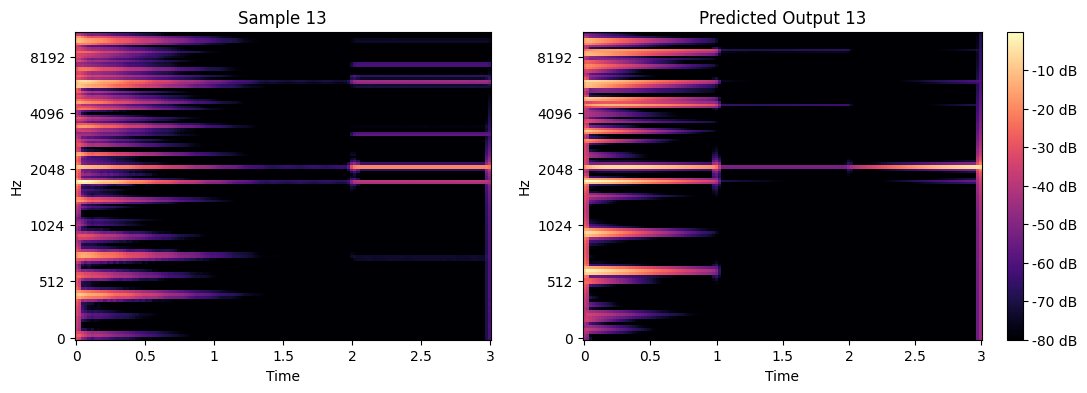 Sample 13
Predicted Output 13
Hz
8192
4096
2048
1024
512
0
0
0.5
1
1.5
2
2.5
3
Time
Hz
8192
4096
2048
1024
512
0
0
0.5
1
1.5
2
2.5
3
Time
-10 dB
-20 dB
-30 dB
-40 dB
-50 dB
-60 dB
-70 dB
-80 dB